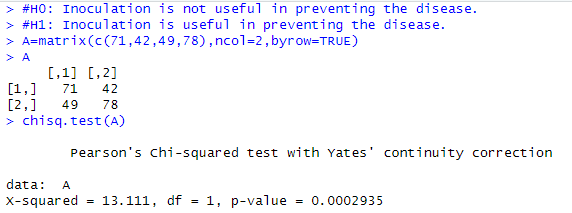 > #H0: Inoculation is not useful in preventing the disease.
> #H1: Inoculation is useful in preventing the disease.
> A=matrix(c(71,42,49,78),ncol=2,byrow=TRUE)
> A
     [,1] [,2]
[1,]   71   42
[2,]   49   78
> chisq.test(A)

        Pearson's Chi-squared test with Yates' continuity correction

data:  A
X-squared = 13.111, df = 1, p-value = 0.0002935